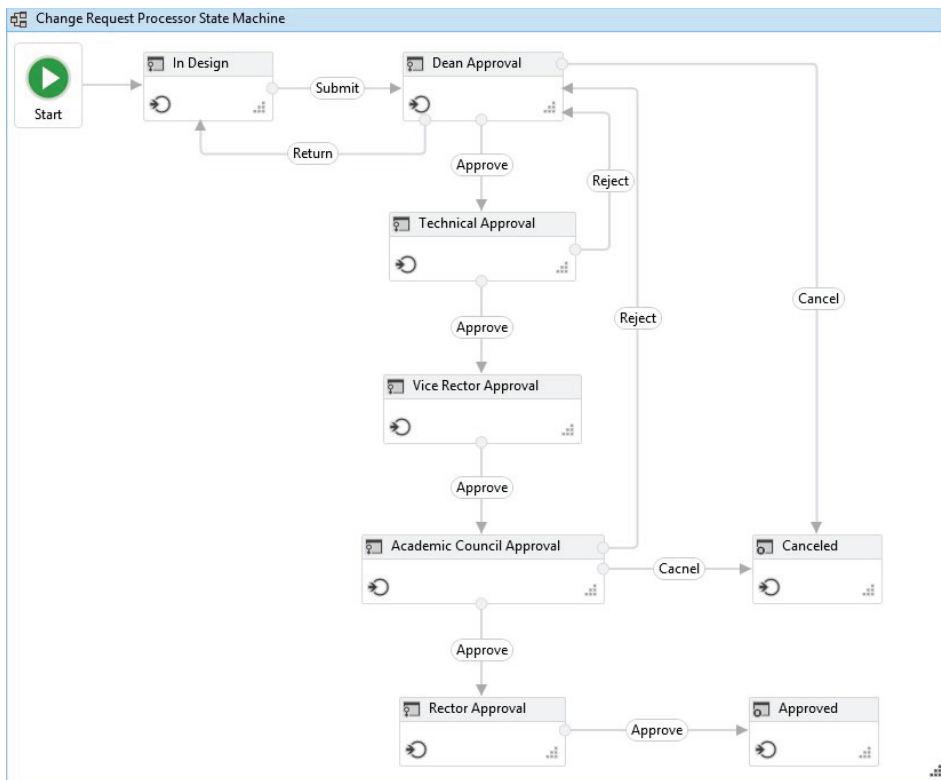 Change Request Processor State Machine
In Design
Dean Approval
Start
Submit
Return
Approve
Reject
Technical Approval
Cancel
Approve
Reject
Vice Rector Approval
Approve
Academic Council Approval
Canceled
Cacnel
Approve
Rector Approval
Approved
Approve